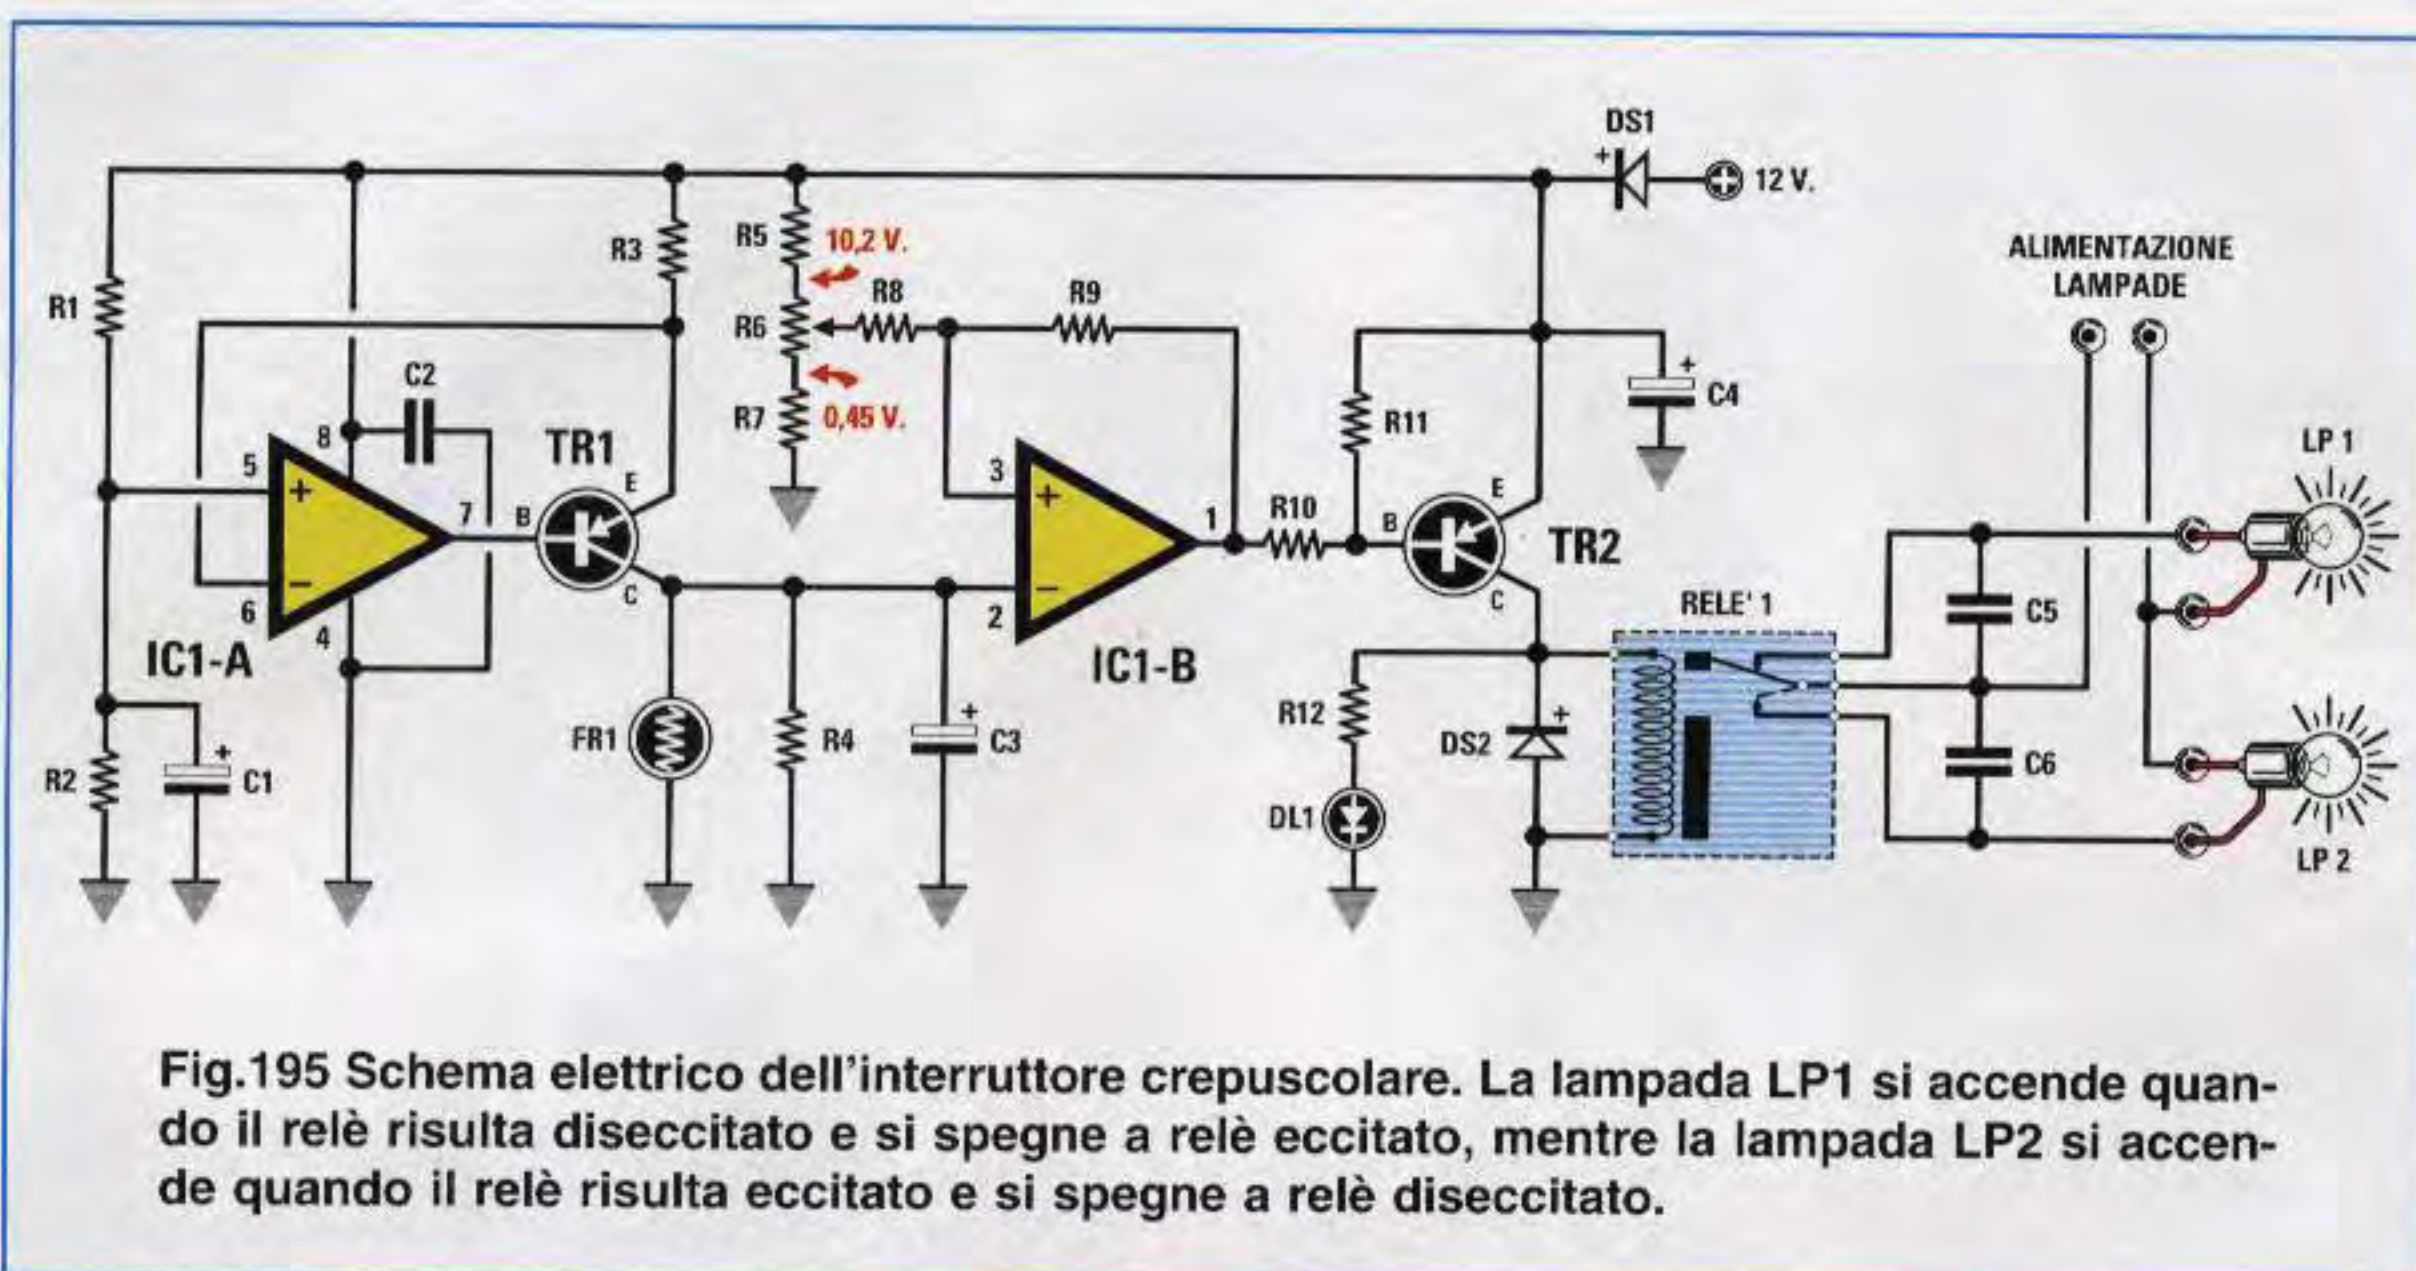 DS1
+
12 V.
R5
10,2 V.
R3
ALIMENTAZIONE
LAMPADE
R8
R9
R1
R6
C2
+
C4
R7
0,45 V.
R11
8
TR1
LP 1
5
+
E
3
+
E
7
B
1
R10
B
TR2
-
C
-
C
RELE' 1
C5
6
4
2
IC1-A
IC1-B
R12
+
DS2
FR1
R4
+
C3
C6
R2
+
C1
DL1
LP 2
Fig.195 Schema elettrico dell'interruttore crepuscolare. La lampada LP1 si accende quan-
do il relè risulta diseccitato e si spegne a relè eccitato, mentre la lampada LP2 si accen-
de quando il relè risulta eccitato e si spegne a relè diseccitato.